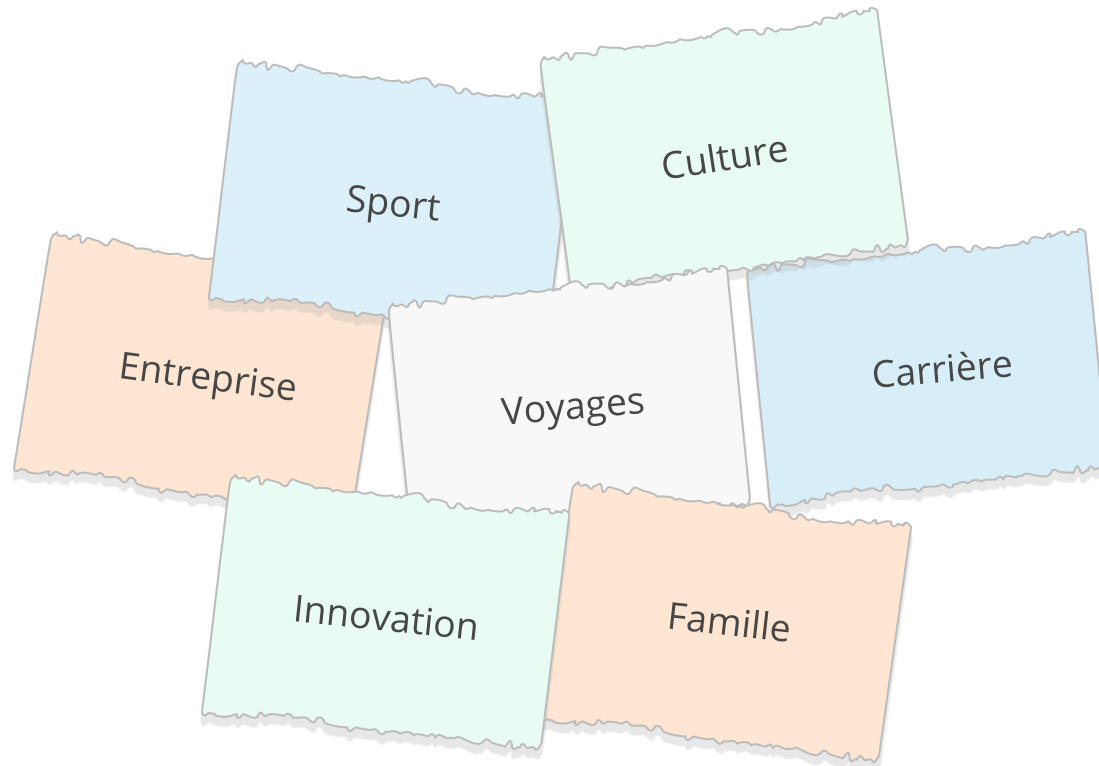 Sport
Culture
Entreprise
Voyages
Carrière
Innovation
Famille